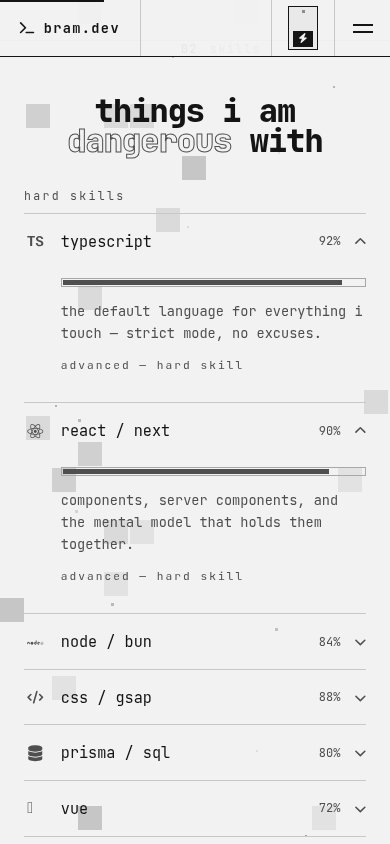 bram.dev
02 skills
things i am
dangerous with
hard skills
TS typescript 92%
the default language for everything i
touch — strict mode, no excuses.
advanced — hard skill
react / next 90%
components, server components, and
the mental model that holds them
together.
advanced — hard skill
node / bun 84%
css / gsap 88%
prisma / sql 80%
vue 72%